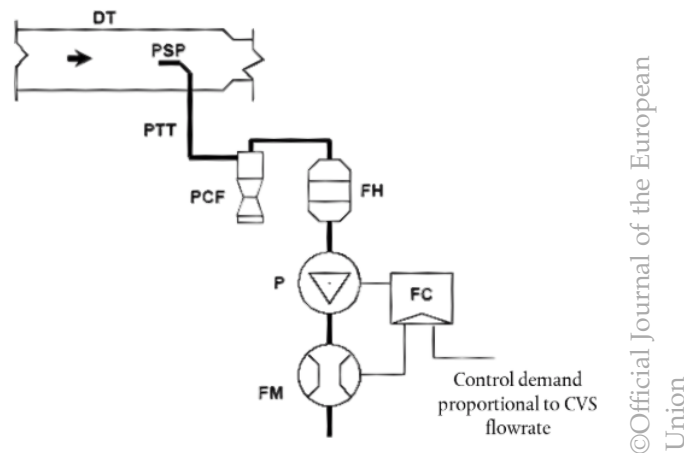 DT
PSP
PTT
PCF
FH
P
FC
FM
Control demand
proportional to CVS
flowrate
©Official Journal of the European
Union